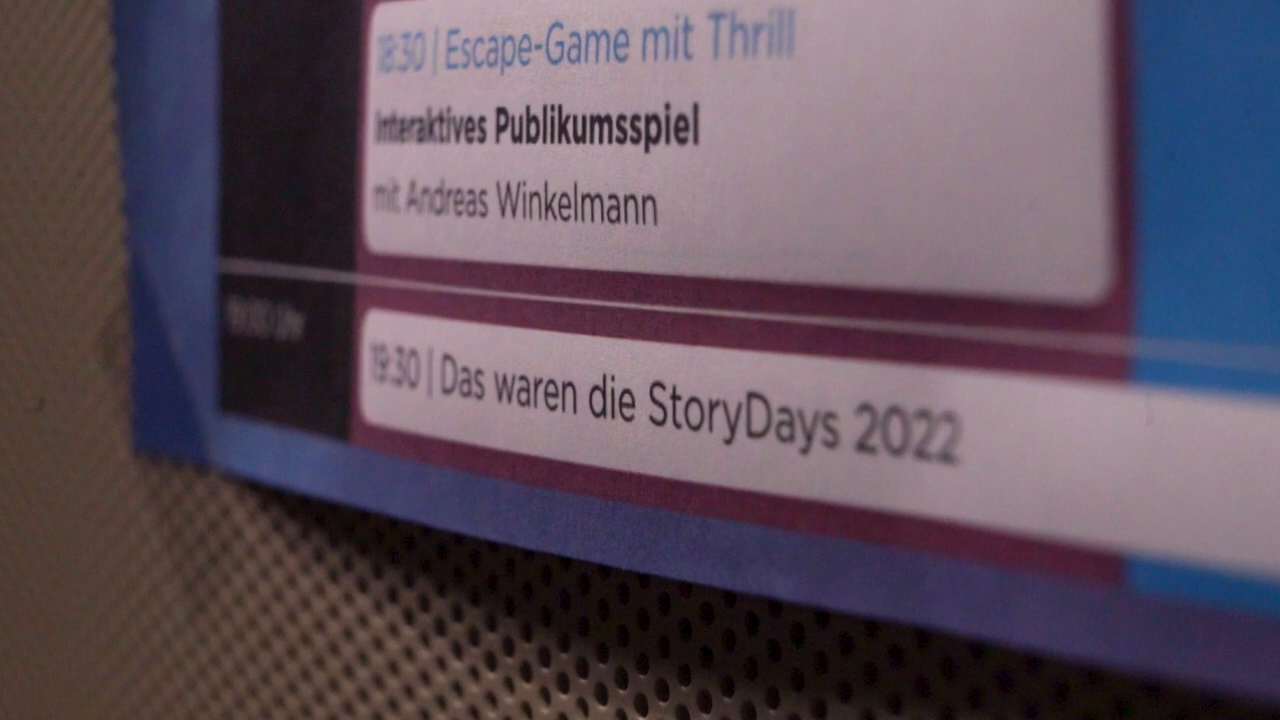 18:30 | Escape-Game mit Thrill
Interaktives Publikumsspiel
mit Andreas Winkelmann
19:30 | Das waren die StoryDays 2022